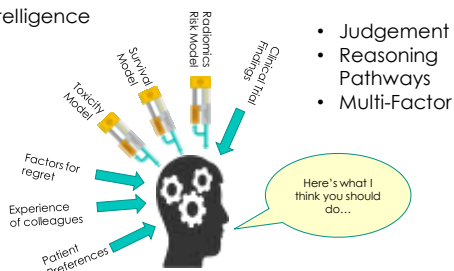 telligence
• Judgement
• Reasoning
Pathways
• Multi-Factor
Radiomics
Risk Model
Survival
Model
Clinical Trial
Findings
Toxicity
Model
Factors for
regret
Experience
of colleagues
Patient
Preferences
Here's what I
think you should
do...